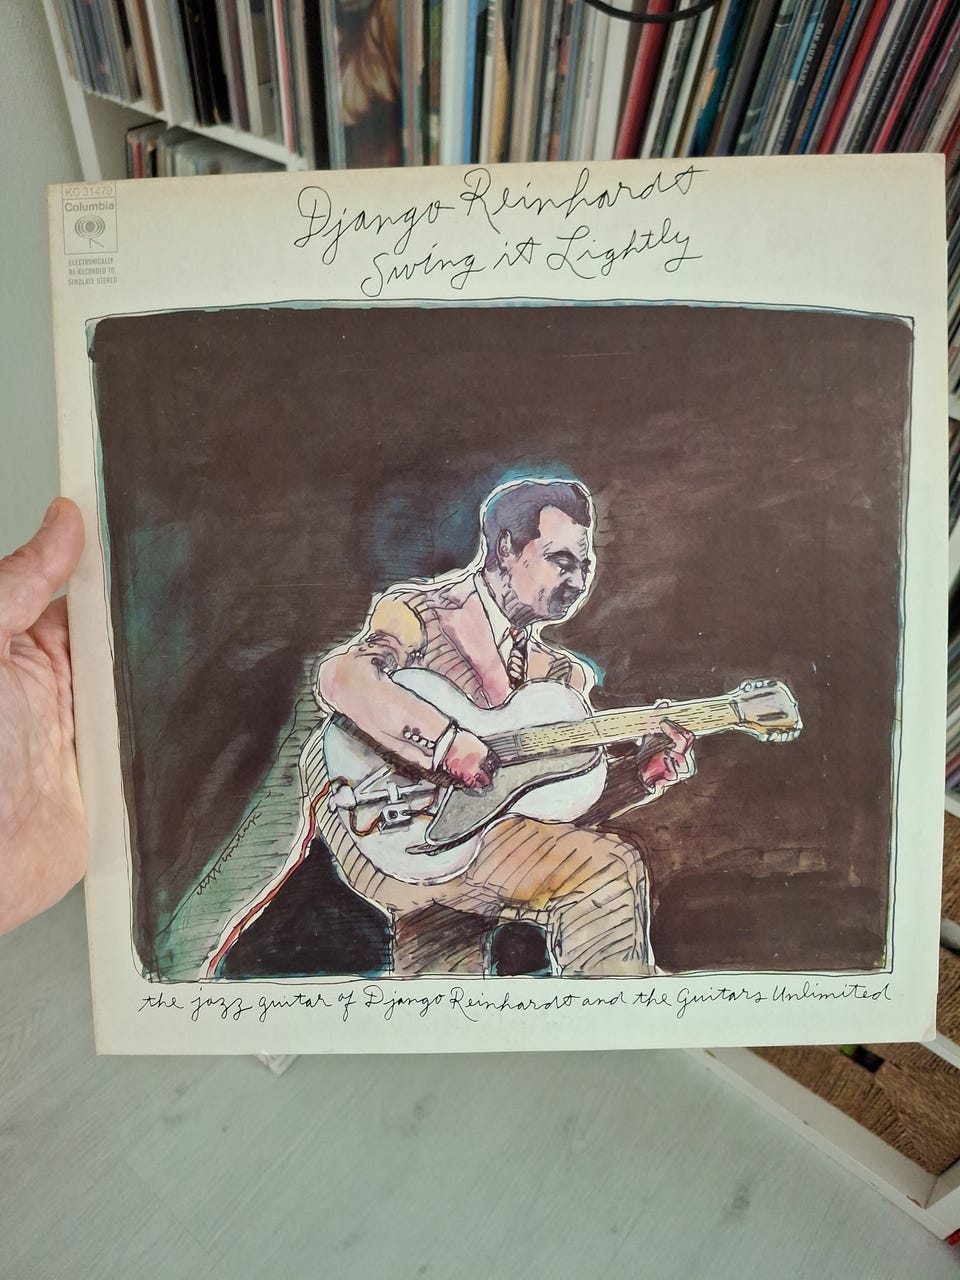 KC 31479
Columbia
ELECTRONICALLY
RE-RECORDED TO
SIMULATE STEREO
Django Reinhardt
Swing it Lightly
the jazz guitar of Django Reinhardt and the Guitars Unlimited